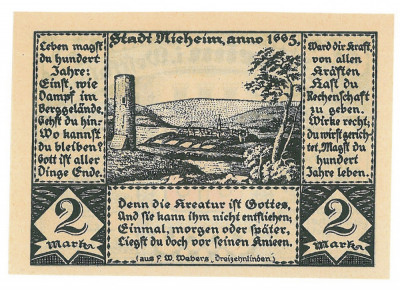 Stadt Nieheim, anno 1665.
Leben magst
du hundert
Jahre;
Einst, wie
Dampf im
Berggelände,
Gehst du hin:
Wo kannst
du bleiben?
Gott ist aller
Dinge Ende.
Ward dir Kraft,
von allen
Kräften
Hast du
Rechenschaft
zu geben.
Wirke recht;
du wirst gerich-
tet, Magst du
hundert
Jahre leben.
Denn die Kreatur ist Gottes,
Und sie kann ihm nicht entfliehen;
Einmal, morgen oder später,
Liegst du doch vor seinen Knieen.
(aus F. W. Webers „Dreizehnlinden)
2
Mark
2
Mark